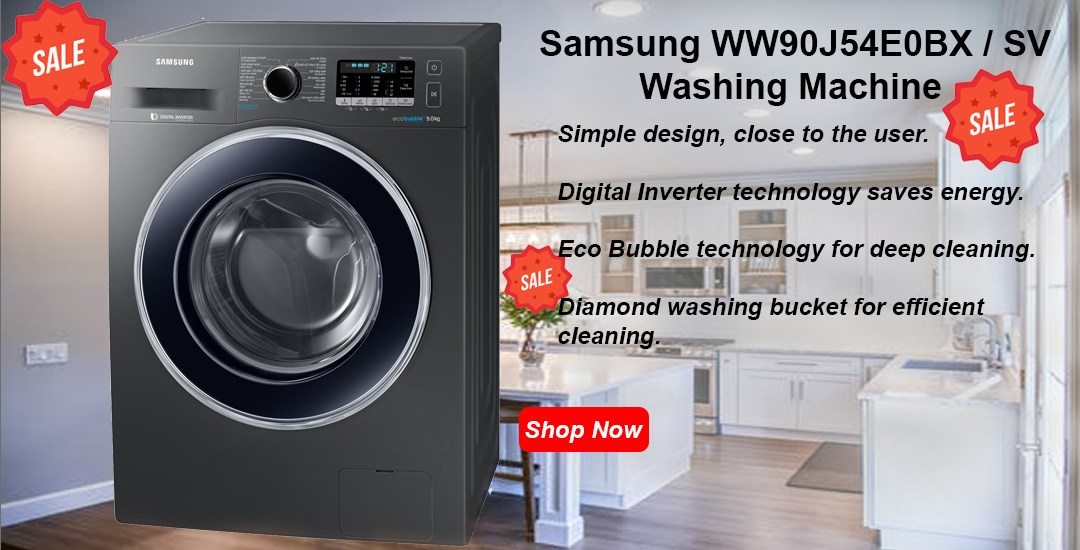 SALE
Samsung WW90J54E0BX / SV
Washing Machine
SALE
Simple design, close to the user.
Digital Inverter technology saves energy.
Eco Bubble technology for deep cleaning.
SALE
Diamond washing bucket for efficient
cleaning.
Shop Now
SAMSUNG
1:21
DIGITAL INVERTER
ecobubble 9.0kg